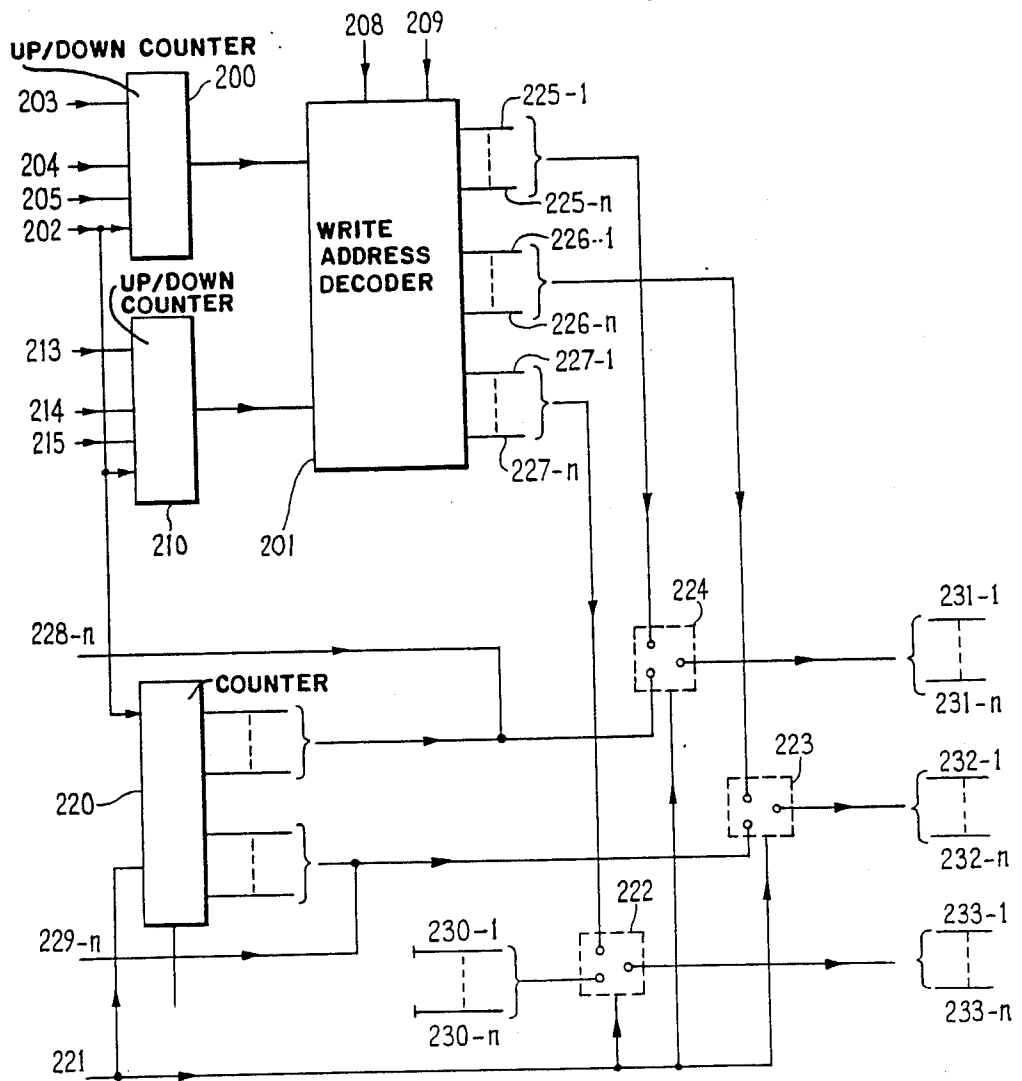 208 209
UP/DOWN COUNTER
200
203
225-1
204
205
202
225-n
WRITE
ADDRESS
DECODER
226-1
UP/DOWN
COUNTER
226-n
213
227-1
214
215
227-n
210
201
224
231-1
228-n
COUNTER
231-n
223
232-1
220
232-n
222
229-n
230-1
233-1
230-n
233-n
221